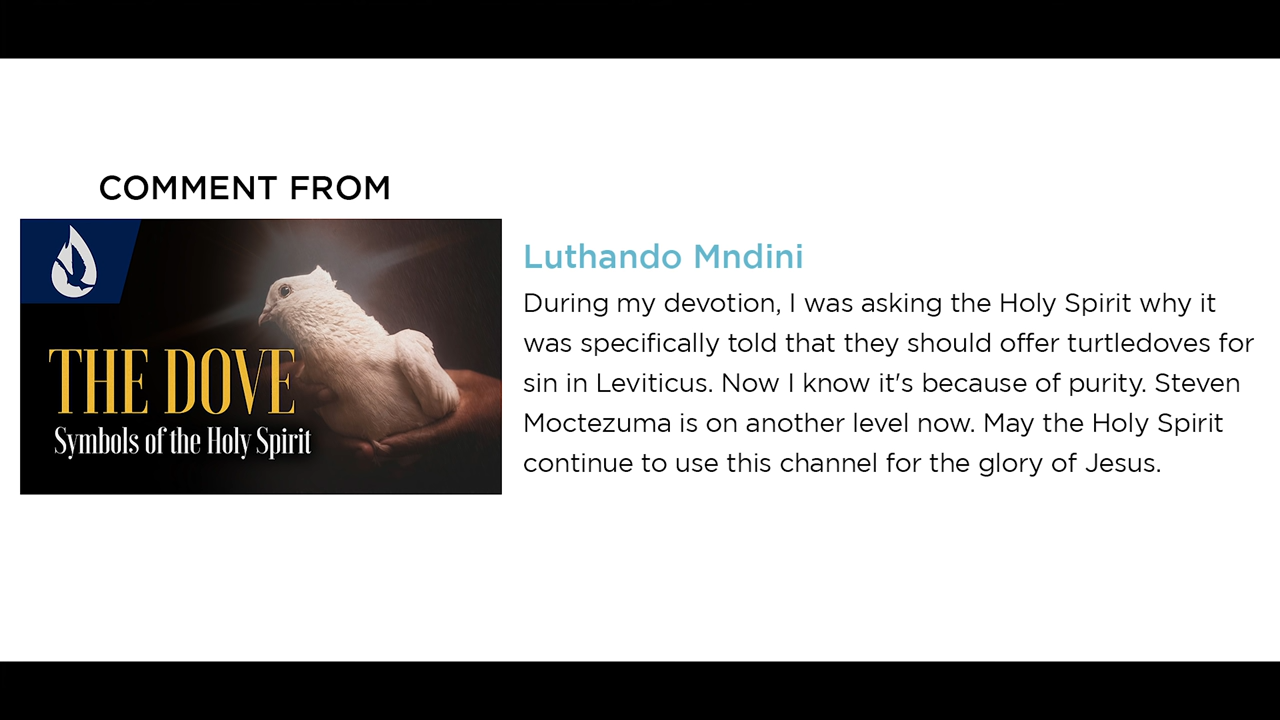 COMMENT FROM
THE DOVE
Symbols of the Holy Spirit
Luthando Mndini
During my devotion, I was asking the Holy Spirit why it
was specifically told that they should offer turtledoves for
sin in Leviticus. Now I know it's because of purity. Steven
Moctezuma is on another level now. May the Holy Spirit
continue to use this channel for the glory of Jesus.